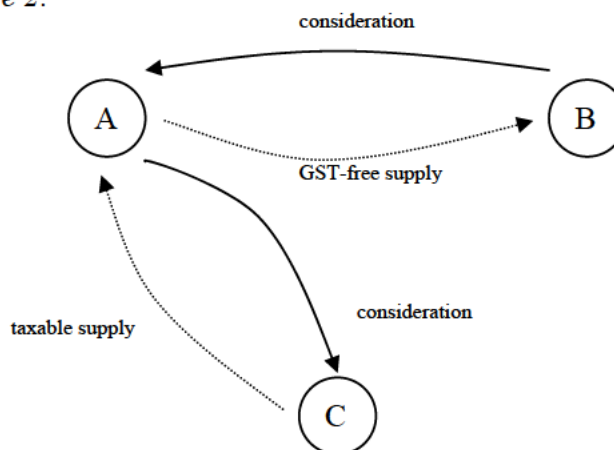 e 2.
consideration
A
B
GST-free supply
taxable supply
consideration
C